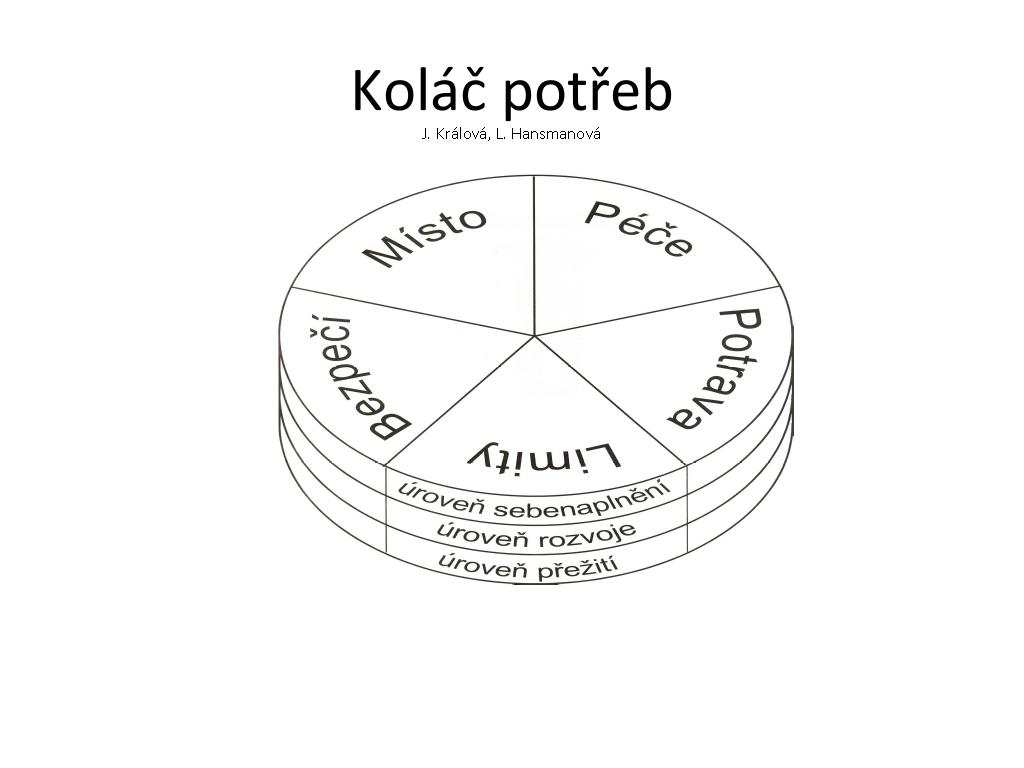 Koláč potřeb
J. Králová, L. Hansmanová
Místo
Péče
Bezpečí
Potrava
Limity
úroveň sebenaplnění
úroveň rozvoje
úroveň přežití